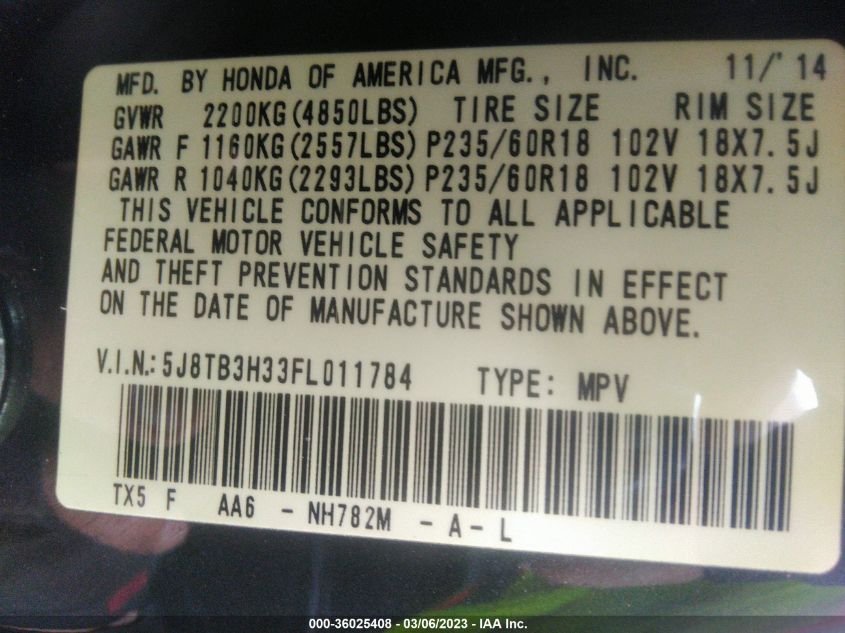 MFD. BY HONDA OF AMERICA MFG., INC. 11/'14
GVWR 2200KG(4850LBS) TIRE SIZE RIM SIZE
GAWR F 1160KG(2557LBS) P235/60R18 102V 18X7.5J
GAWR R 1040KG(2293LBS) P235/60R18 102V 18X7.5J
THIS VEHICLE CONFORMS TO ALL APPLICABLE
FEDERAL MOTOR VEHICLE SAFETY
AND THEFT PREVENTION STANDARDS IN EFFECT
ON THE DATE OF MANUFACTURE SHOWN ABOVE.
V.I.N.: 5J8TB3H33FL011784 TYPE: MPV
TX5 F AA6 - NH782M - A - L
000-36025408 - 03/06/2023 - IAA Inc.